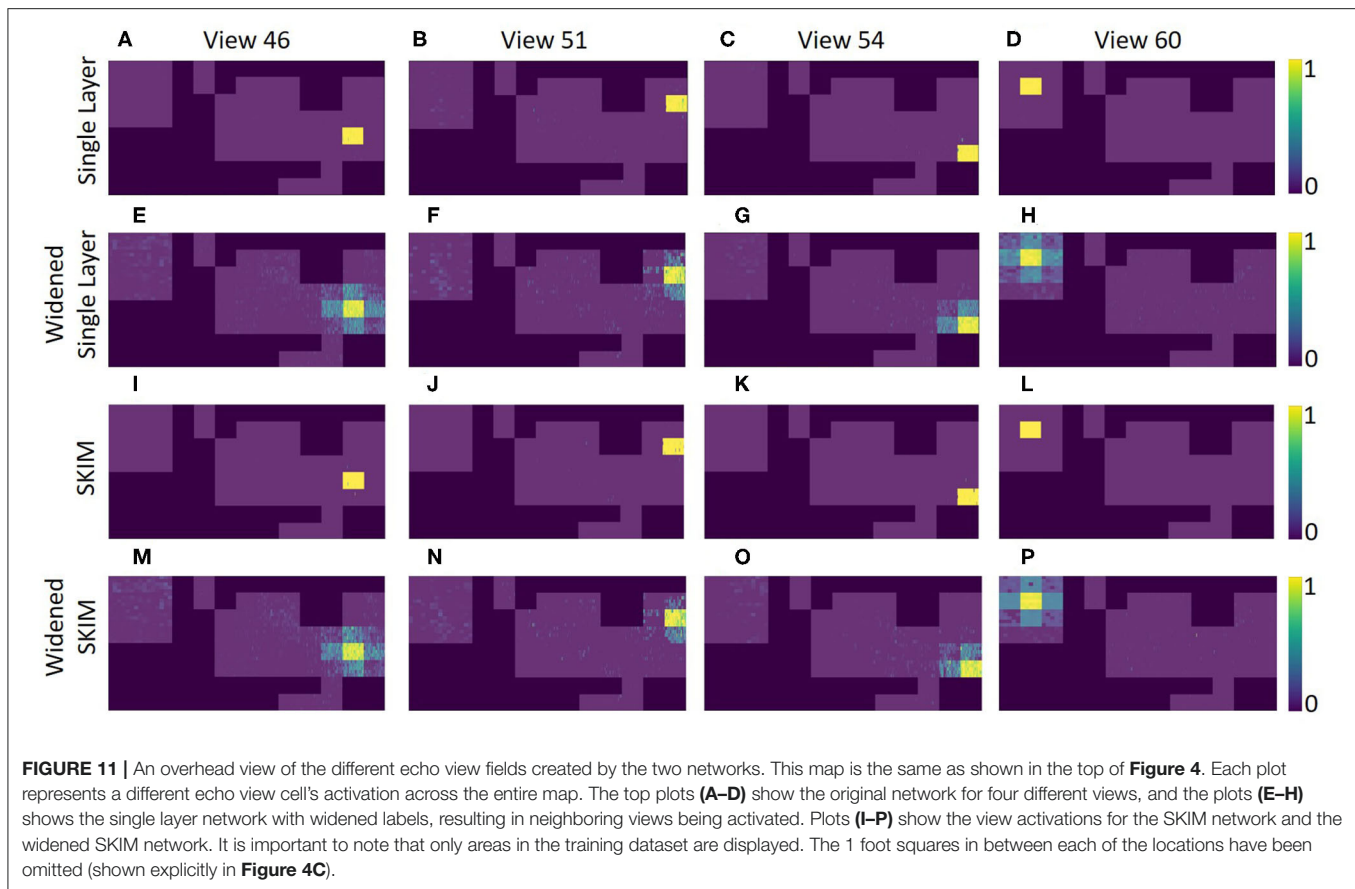 A View 46
B View 51
C View 54
D View 60
Single Layer
1
0
E
F
G
H
Widened Single Layer
1
0
I
J
K
L
SKIM
1
0
M
N
O
P
Widened SKIM
1
0
FIGURE 11 | An overhead view of the different echo view fields created by the two networks. This map is the same as shown in the top of Figure 4. Each plot
represents a different echo view cell's activation across the entire map. The top plots (A–D) show the original network for four different views, and the plots (E–H)
shows the single layer network with widened labels, resulting in neighboring views being activated. Plots (I–P) show the view activations for the SKIM network and the
widened SKIM network. It is important to note that only areas in the training dataset are displayed. The 1 foot squares in between each of the locations have been
omitted (shown explicitly in Figure 4C).